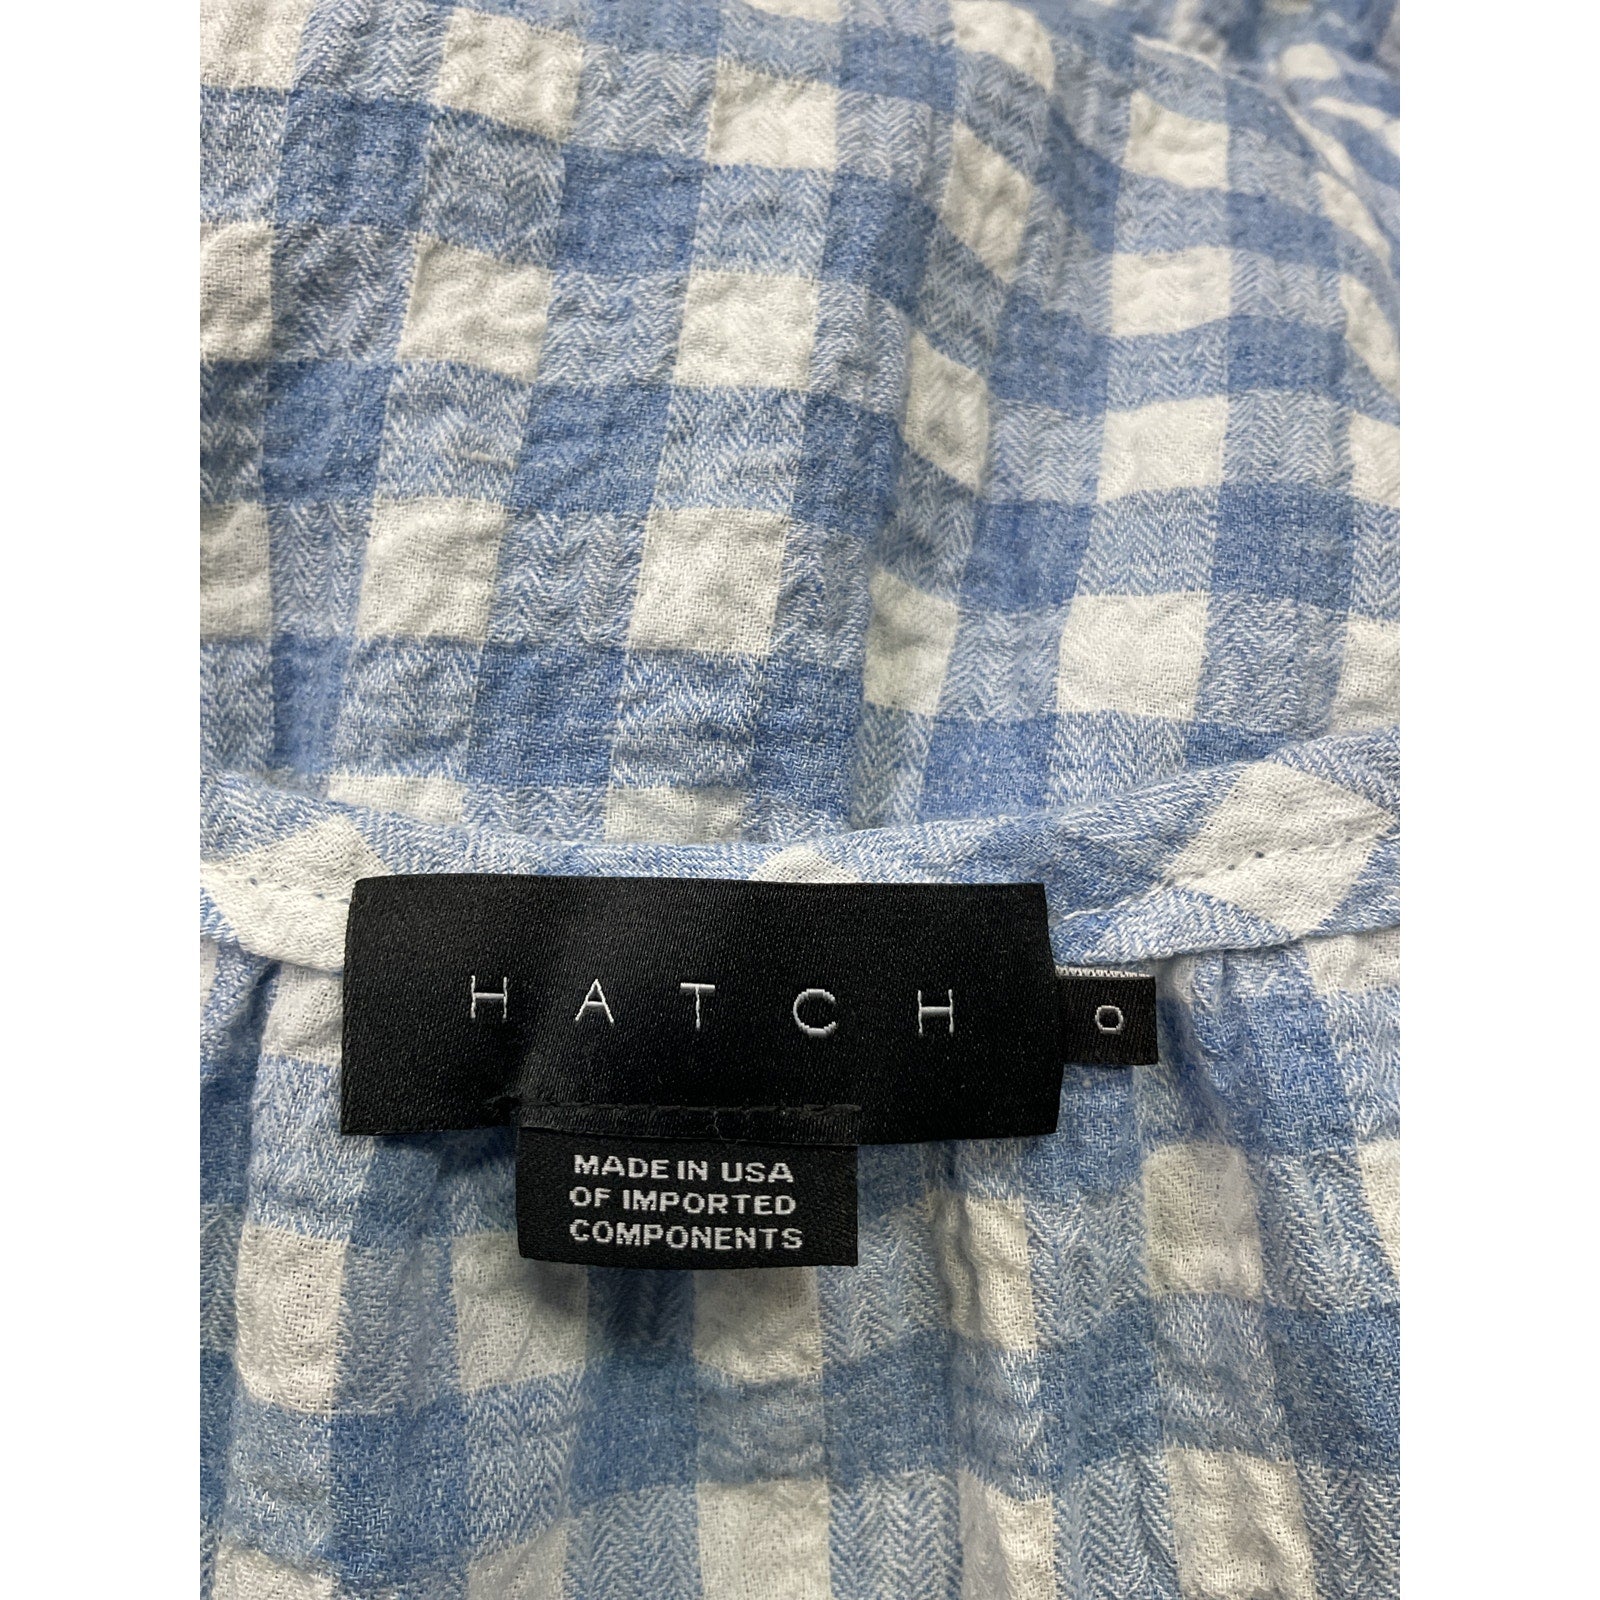 HATCH
0
MADE IN USA
OF IMPORTED
COMPONENTS